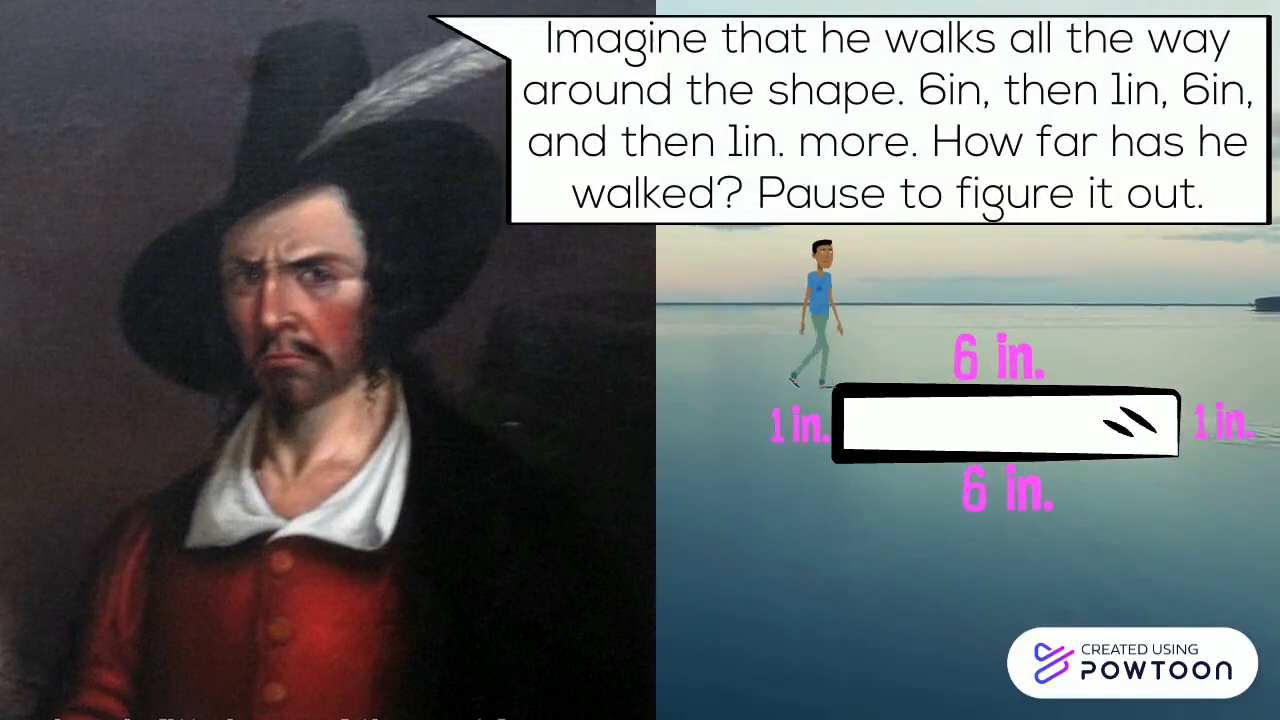 Imagine that he walks all the way
around the shape. 6in, then 1in, 6in,
and then 1in. more. How far has he
walked? Pause to figure it out.
6 in.
1 in.
1 in.
6 in.
CREATED USING
POWTOON